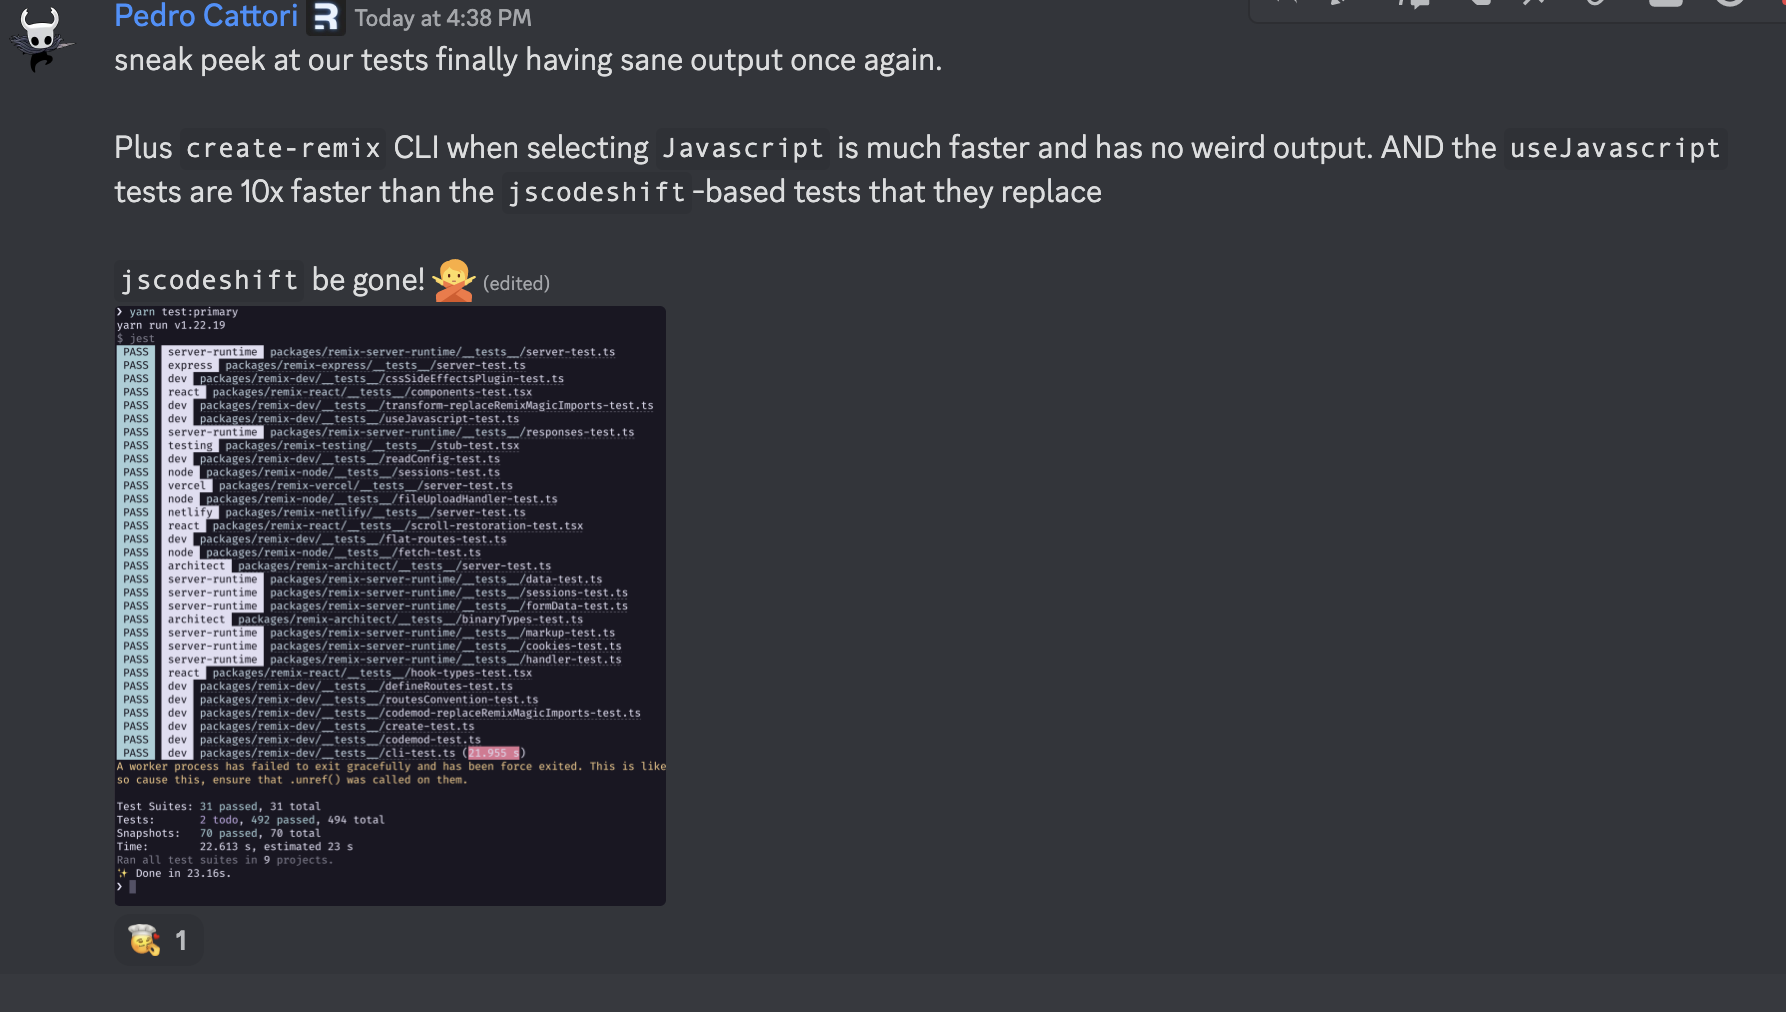 Pedro Cattori Today at 4:38 PM
sneak peek at our tests finally having sane output once again.
Plus create-remix CLI when selecting Javascript is much faster and has no weird output. AND the useJavascript
tests are 10x faster than the jscodeshift-based tests that they replace
jscodeshift be gone! 🙅 (edited)
❯ yarn test:primary
yarn run v1.22.19
$ jest
PASS server-runtime packages/remix-server-runtime/__tests__/server-test.ts
PASS express packages/remix-express/__tests__/server-test.ts
PASS dev packages/remix-dev/__tests__/cssSideEffectsPlugin-test.ts
PASS react packages/remix-react/__tests__/components-test.tsx
PASS dev packages/remix-dev/__tests__/transform-replaceRemixMagicImports-test.ts
PASS dev packages/remix-dev/__tests__/useJavascript-test.ts
PASS server-runtime packages/remix-server-runtime/__tests__/responses-test.ts
PASS testing packages/remix-testing/__tests__/stub-test.tsx
PASS dev packages/remix-dev/__tests__/readConfig-test.ts
PASS node packages/remix-node/__tests__/sessions-test.ts
PASS vercel packages/remix-vercel/__tests__/server-test.ts
PASS node packages/remix-node/__tests__/fileUploadHandler-test.ts
PASS netlify packages/remix-netlify/__tests__/server-test.ts
PASS react packages/remix-react/__tests__/scroll-restoration-test.tsx
PASS dev packages/remix-dev/__tests__/flat-routes-test.ts
PASS node packages/remix-node/__tests__/fetch-test.ts
PASS architect packages/remix-architect/__tests__/server-test.ts
PASS server-runtime packages/remix-server-runtime/__tests__/data-test.ts
PASS server-runtime packages/remix-server-runtime/__tests__/sessions-test.ts
PASS server-runtime packages/remix-server-runtime/__tests__/formData-test.ts
PASS architect packages/remix-architect/__tests__/binaryTypes-test.ts
PASS server-runtime packages/remix-server-runtime/__tests__/markup-test.ts
PASS server-runtime packages/remix-server-runtime/__tests__/cookies-test.ts
PASS server-runtime packages/remix-server-runtime/__tests__/handler-test.ts
PASS react packages/remix-react/__tests__/hook-types-test.tsx
PASS dev packages/remix-dev/__tests__/defineRoutes-test.ts
PASS dev packages/remix-dev/__tests__/routesConvention-test.ts
PASS dev packages/remix-dev/__tests__/codemod-replaceRemixMagicImports-test.ts
PASS dev packages/remix-dev/__tests__/create-test.ts
PASS dev packages/remix-dev/__tests__/codemod-test.ts
PASS dev packages/remix-dev/__tests__/cli-test.ts (21.955 s)
A worker process has failed to exit gracefully and has been force exited. This is like
so cause this, ensure that .unref() was called on them.
Test Suites: 31 passed, 31 total
Tests: 2 todo, 492 passed, 494 total
Snapshots: 70 passed, 70 total
Time: 22.613 s, estimated 23 s
Ran all test suites in 9 projects.
✨ Done in 23.16s.
❯
1